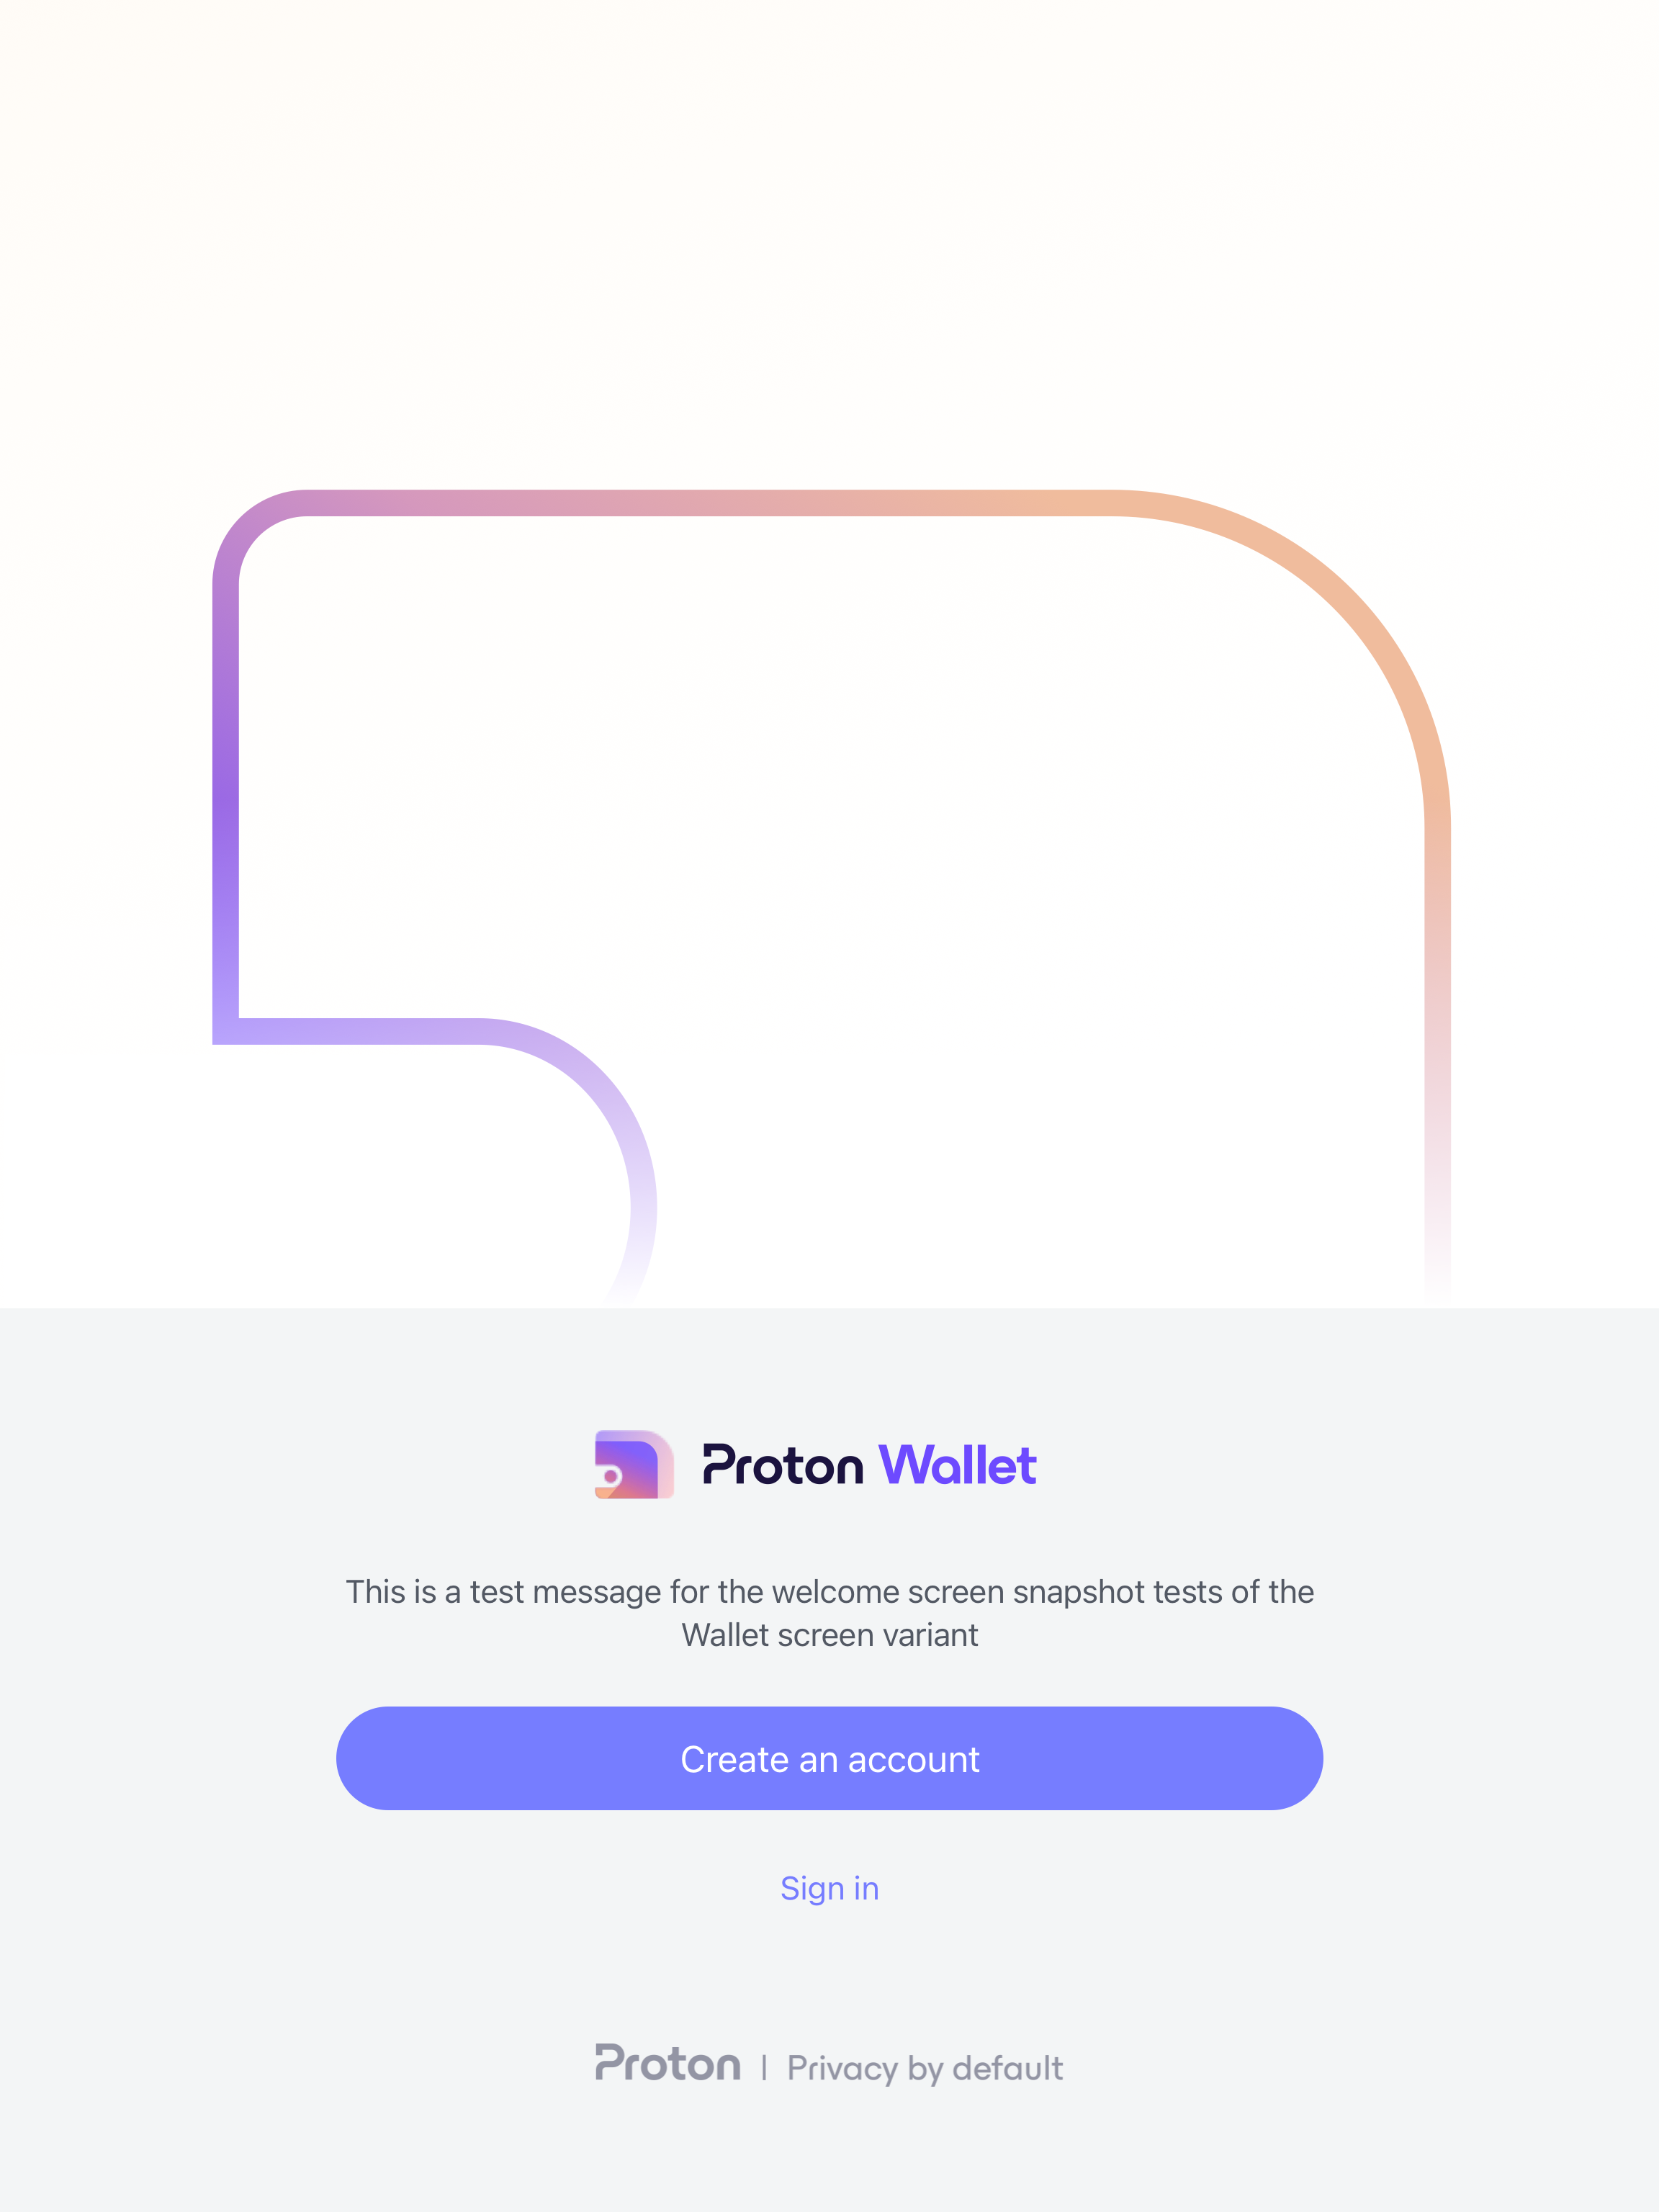 Proton Wallet
This is a test message for the welcome screen snapshot tests of the
Wallet screen variant
Create an account
Sign in
Proton | Privacy by default